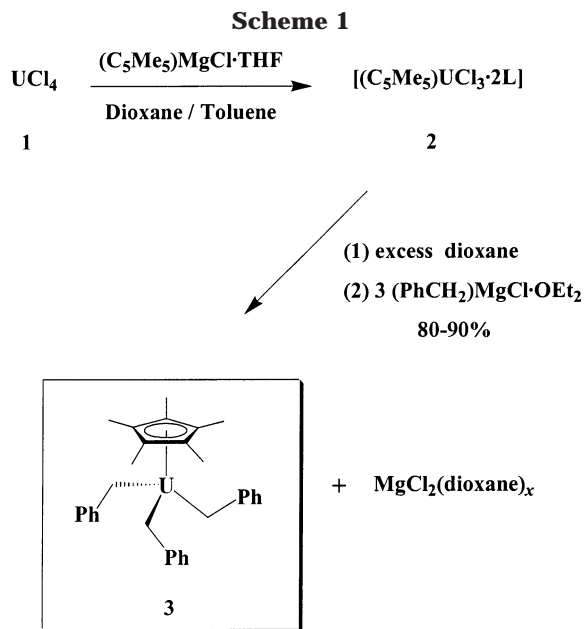 Scheme 1
(C₅Me₅)MgCl·THF
UCl₄
[(C₅Me₅)UCl₃·2L]
Dioxane / Toluene
1
2
(1) excess dioxane
(2) 3 (PhCH₂)MgCl·OEt₂
80-90%
U
Ph
Ph
Ph
+ MgCl₂(dioxane)ₓ
3